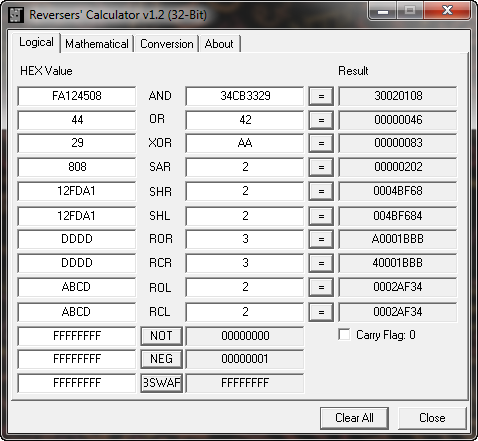 Reversers' Calculator v1.2 (32-Bit)
Logical Mathematical Conversion About
HEX Value Result
FA124508 AND 34CB3329 = 30020108
44 OR 42 = 00000046
29 XOR AA = 00000083
808 SAR 2 = 00000202
12FDA1 SHR 2 = 0004BF68
12FDA1 SHL 2 = 004BF684
DDDD ROR 3 = A0001BBB
DDDD RCR 3 = 40001BBB
ABCD ROL 2 = 0002AF34
ABCD RCL 2 = 0002AF34
FFFFFFFF NOT 00000000 Carry Flag: 0
FFFFFFFF NEG 00000001
FFFFFFFF BSWAP FFFFFFFF
Clear All Close